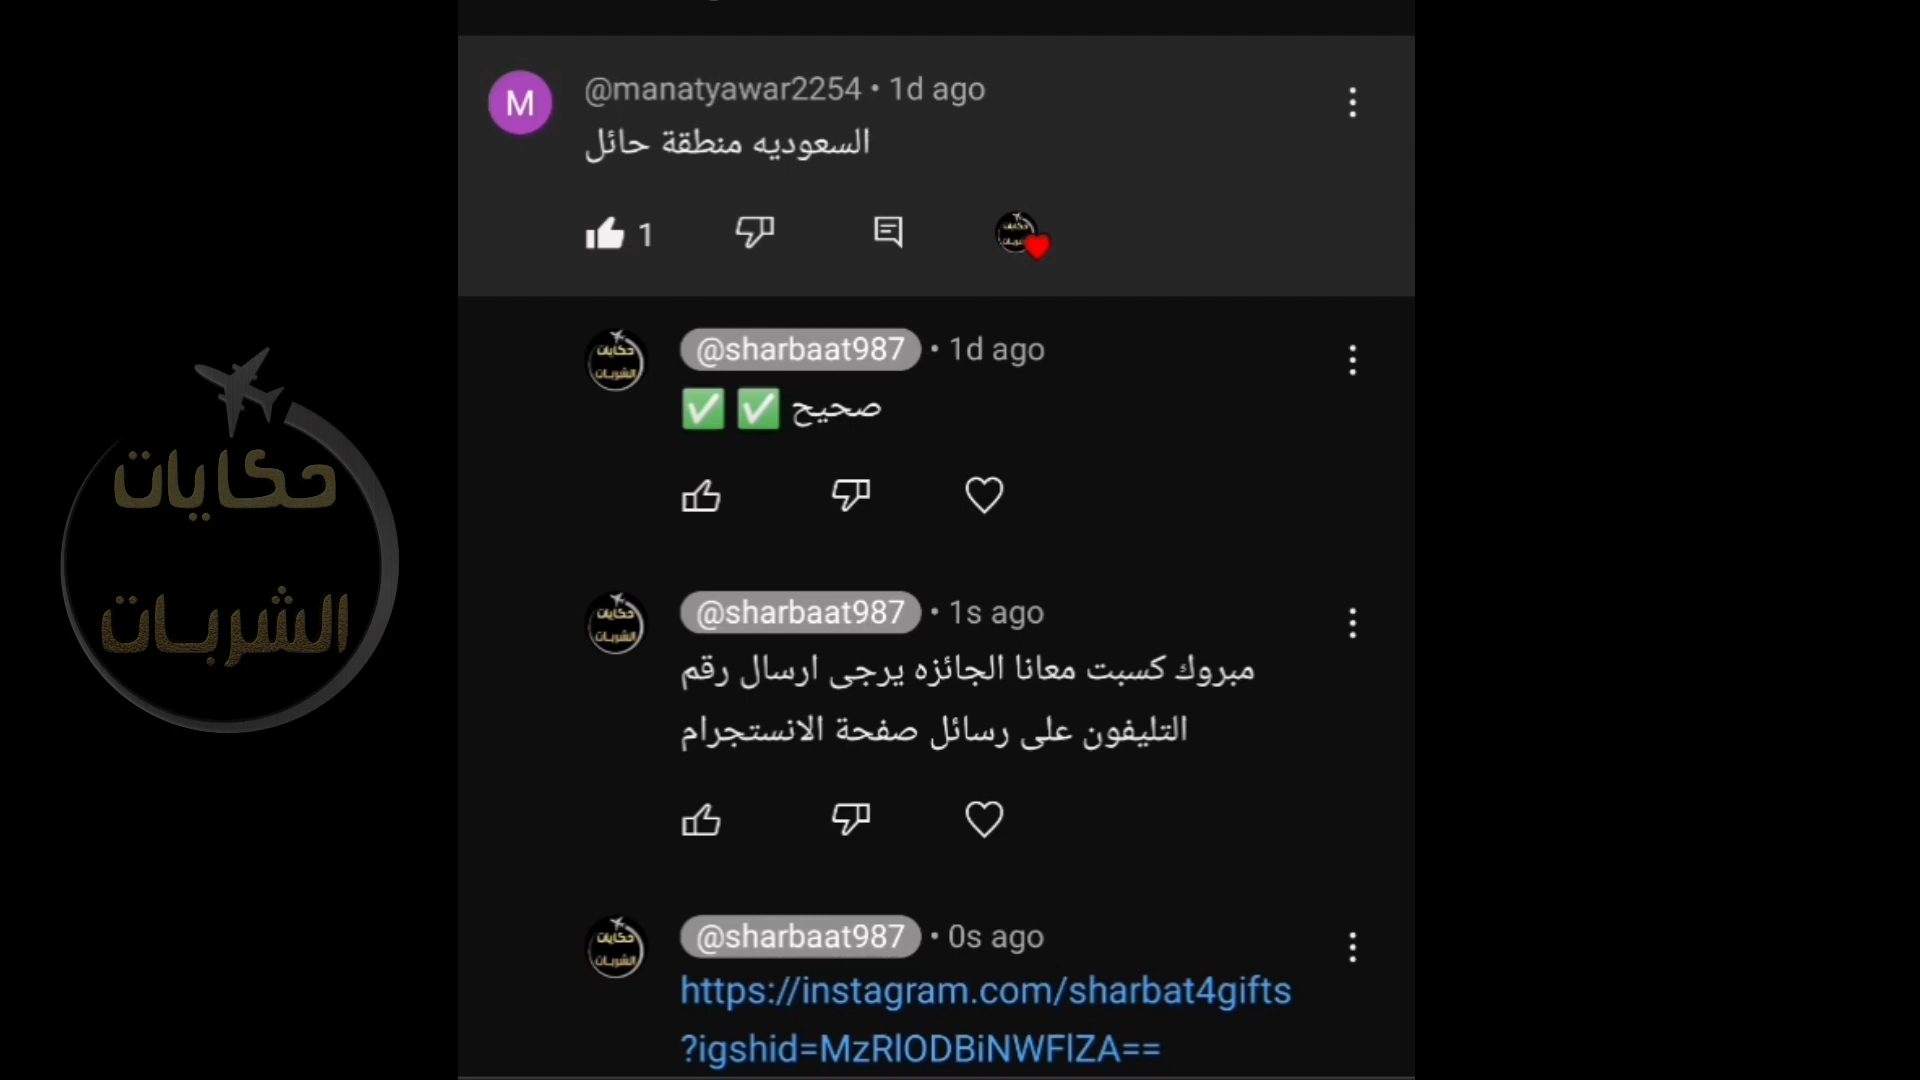 @manatyawar2254 • 1d ago
M
السعوديه منطقة حائل
1
@sharbaat987 • 1d ago
صحيح ✅ ✅
@sharbaat987 • 1s ago
مبروك كسبت معانا الجائزه يرجى ارسال رقم
التليفون على رسائل صفحة الانستجرام
@sharbaat987 • 0s ago
https://instagram.com/sharbat4gifts
?igshid=MzRlODBiNWFlZA==
حكايات
الشربات